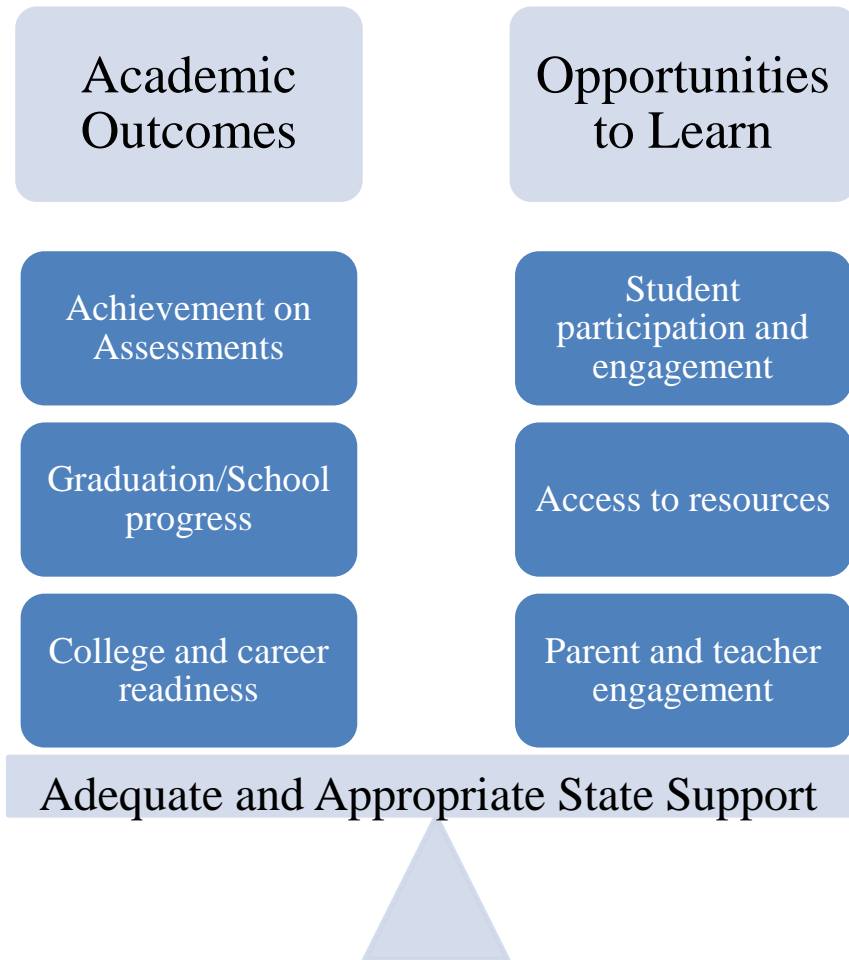 Academic
Outcomes
Opportunities
to Learn
Achievement on
Assessments
Student
participation and
engagement
Graduation/School
progress
Access to resources
College and career
readiness
Parent and teacher
engagement
Adequate and Appropriate State Support